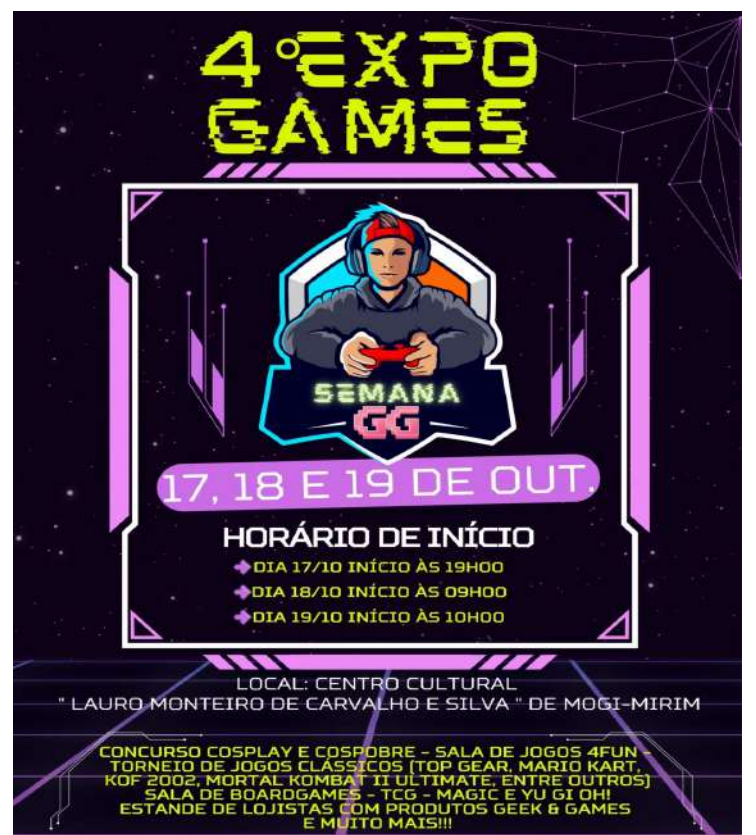 4° EXPO
GAMES
SEMANA
GG
17, 18 E 19 DE OUT.
HORÁRIO DE INÍCIO
DIA 17/10 INÍCIO ÀS 19H00
DIA 18/10 INÍCIO ÀS 09H00
DIA 19/10 INÍCIO ÀS 10H00
LOCAL: CENTRO CULTURAL
" LAURO MONTEIRO DE CARVALHO E SILVA " DE MOGI-MIRIM
CONCURSO COSPLAY E COSPOBRE - SALA DE JOGOS 4FUN -
TORNEIO DE JOGOS CLÁSSICOS (TOP GEAR, MARIO KART,
KOF 2002, MORTAL KOMBAT II ULTIMATE, ENTRE OUTROS)
SALA DE BOARDGAMES - TCG - MAGIC E YU GI OH!
ESTANDE DE LOJISTAS COM PRODUTOS GEEK & GAMES
E MUITO MAIS!!!